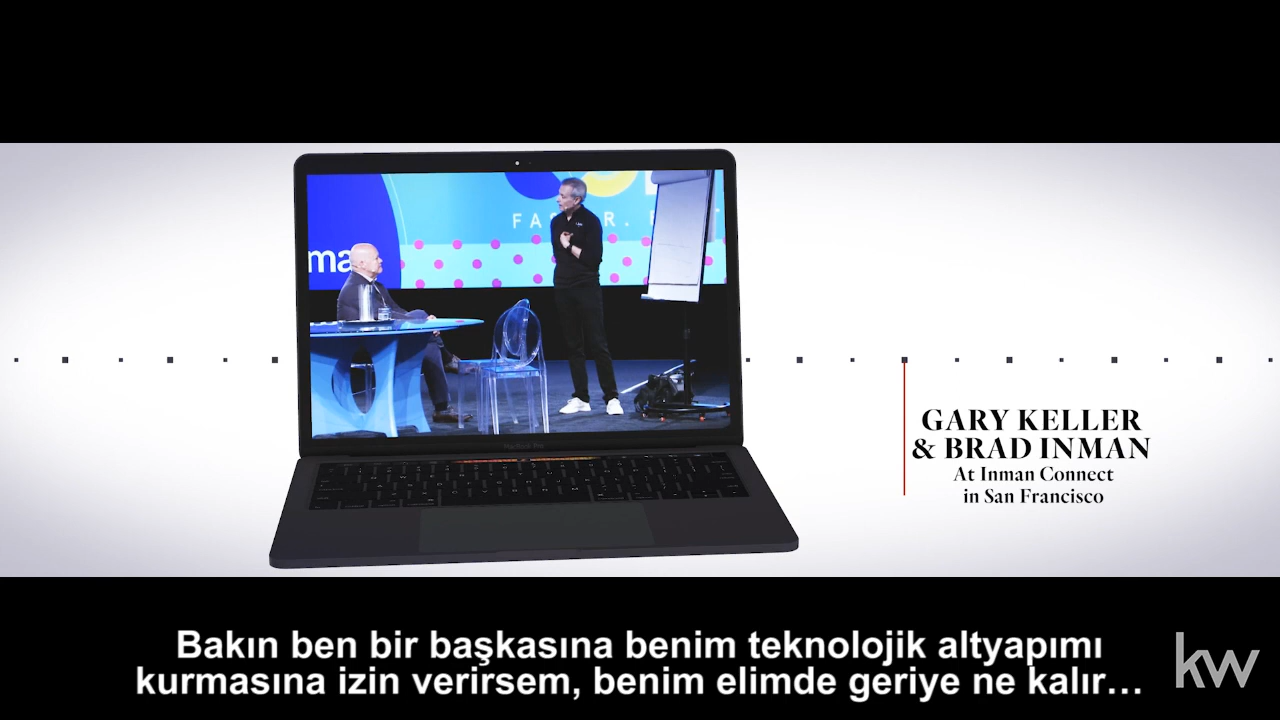 ma
FAS
R.
GARY KELLER
& BRAD INMAN
At Inman Connect
in San Francisco
Bakın ben bir başkasına benim teknolojik altyapımı
kurmasına izin verirsem, benim elimde geriye ne kalır...
kw